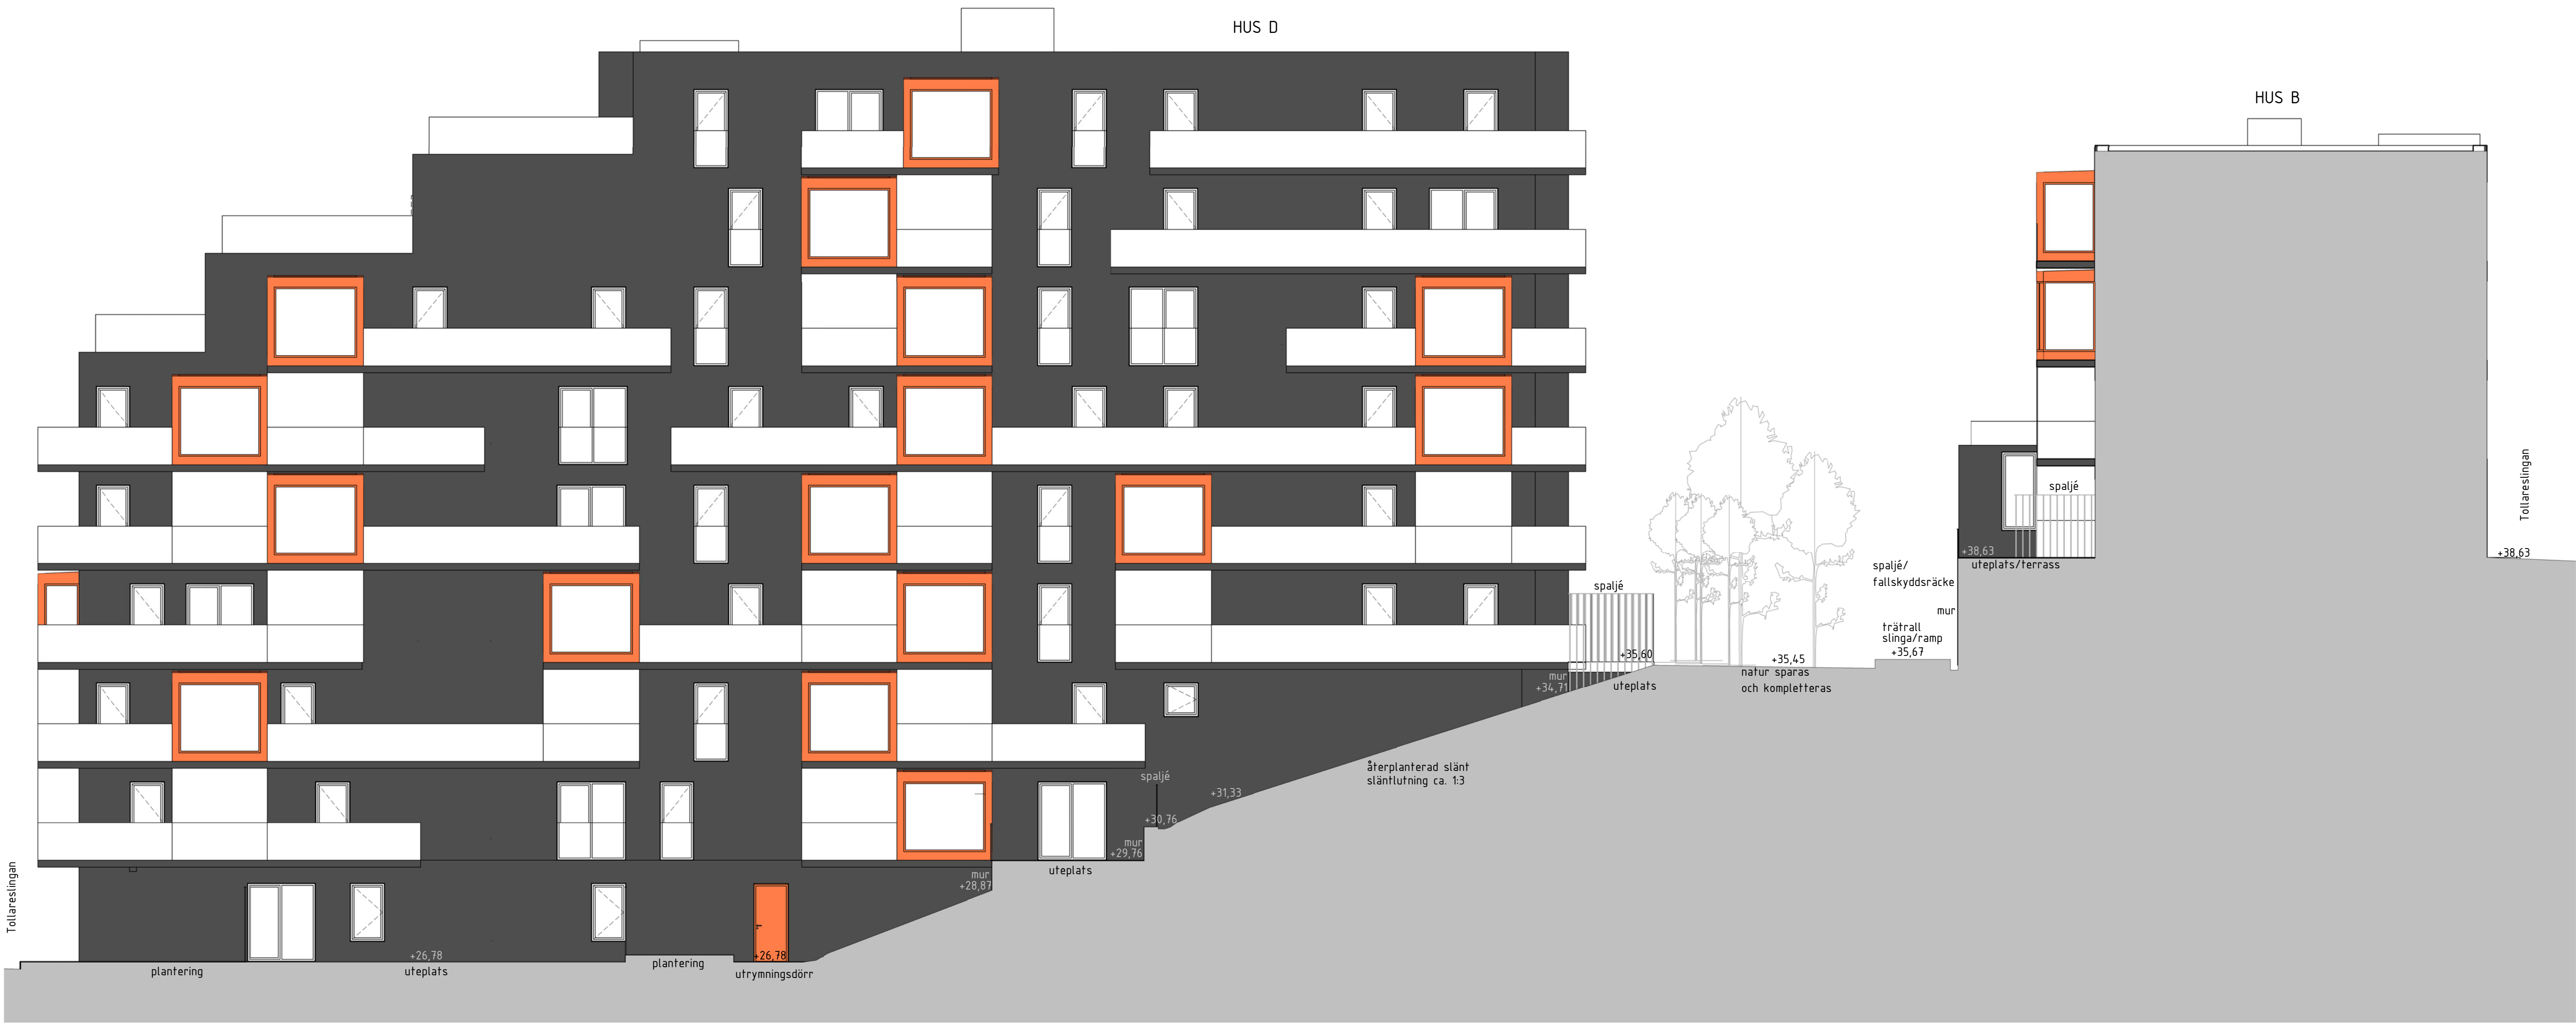 HUS D
HUS B
Tollareslingan
spaljé
+38,63
+38,63
uteplats/terrass
spaljé/
fallskyddsräcke
mur
trätrall
slinga/ramp
+35,67
spaljé
+35,60
+35,45
natur sparas
och kompletteras
mur
+34,71
uteplats
återplanterad slänt
släntlutning ca. 1:3
spaljé
+31,33
+30,76
mur
+29,76
uteplats
mur
+28,87
Tollareslingan
+26,78
uteplats
plantering
plantering
+26,78
utrymningsdörr